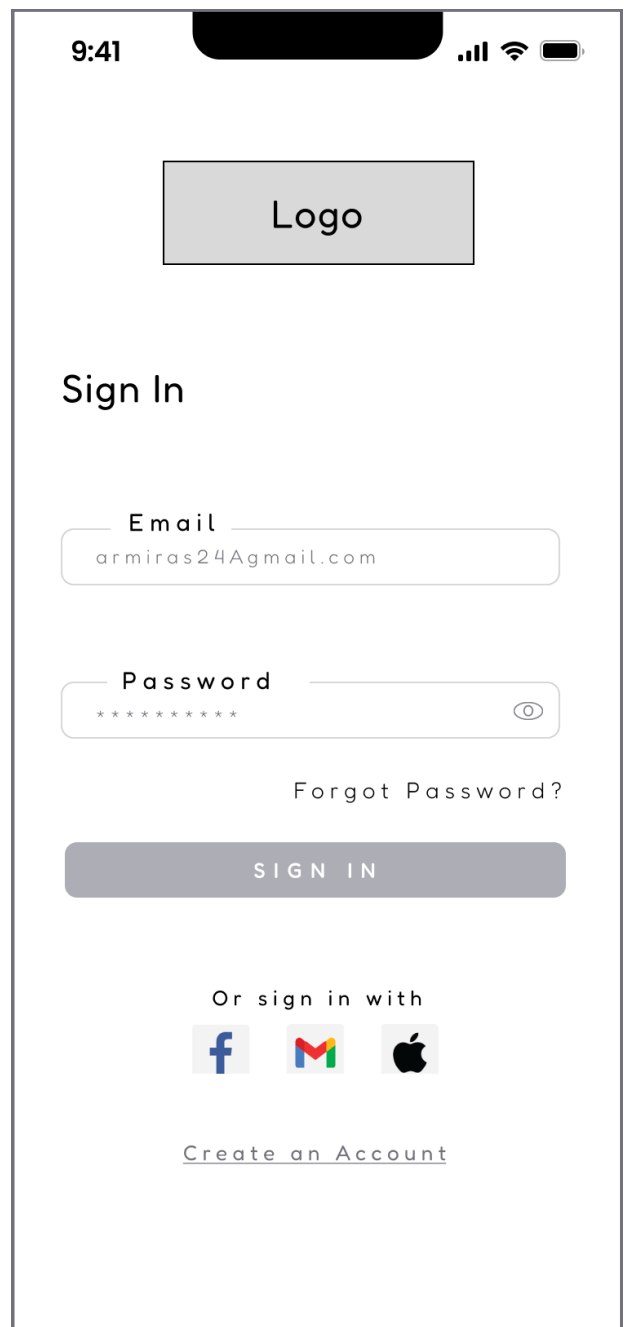 9:41
Logo
Sign In
Email
armiras24Agmail.com
Password
**********
Forgot Password?
SIGN IN
Or sign in with
Create an Account